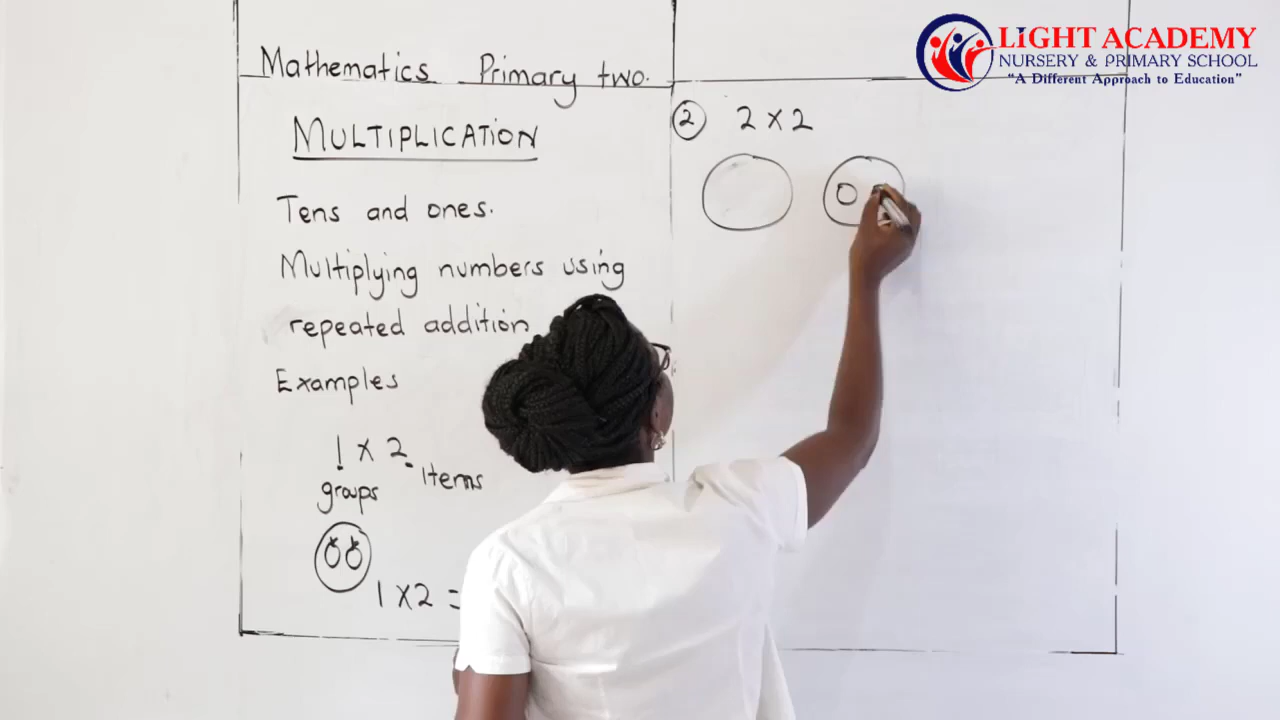 Mathematics Primary two.
MULTIPLICATION
Tens and ones.
Multiplying numbers using
repeated addition
Examples
1 x 2
groups Items
1 x 2 =
② 2 x 2
LiGHT ACADEMY
NURSERY & PRIMARY SCHOOL
"A Different Approach to Education"